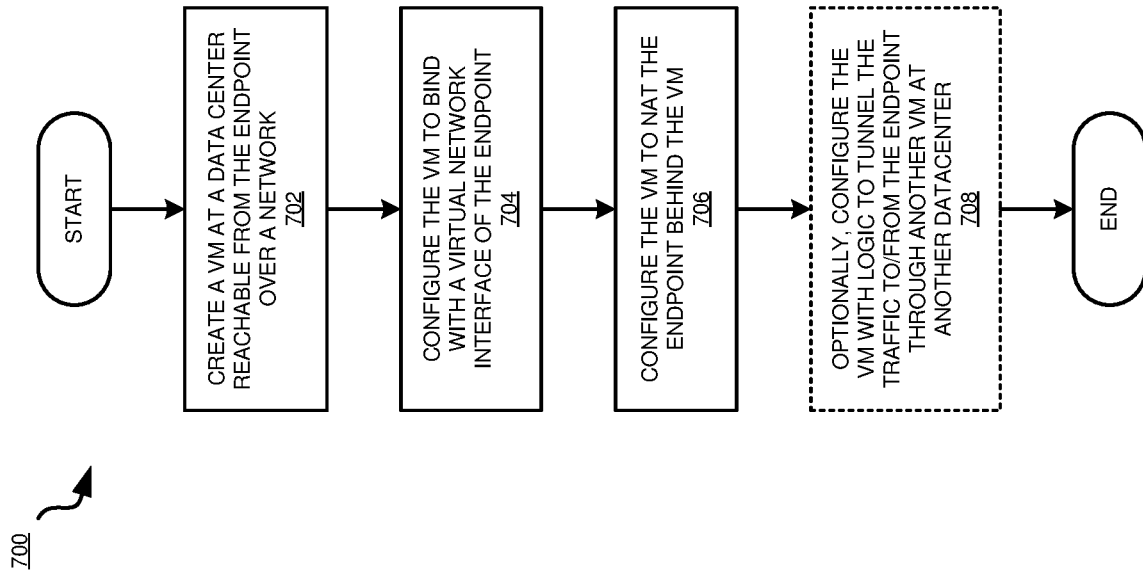 700
START
CREATE A VM AT A DATA CENTER
REACHABLE FROM THE ENDPOINT
OVER A NETWORK
702
CONFIGURE THE VM TO BIND
WITH A VIRTUAL NETWORK
INTERFACE OF THE ENDPOINT
704
CONFIGURE THE VM TO NAT THE
ENDPOINT BEHIND THE VM
706
OPTIONALLY, CONFIGURE THE
VM WITH LOGIC TO TUNNEL THE
TRAFFIC TO/FROM THE ENDPOINT
THROUGH ANOTHER VM AT
ANOTHER DATACENTER
708
END